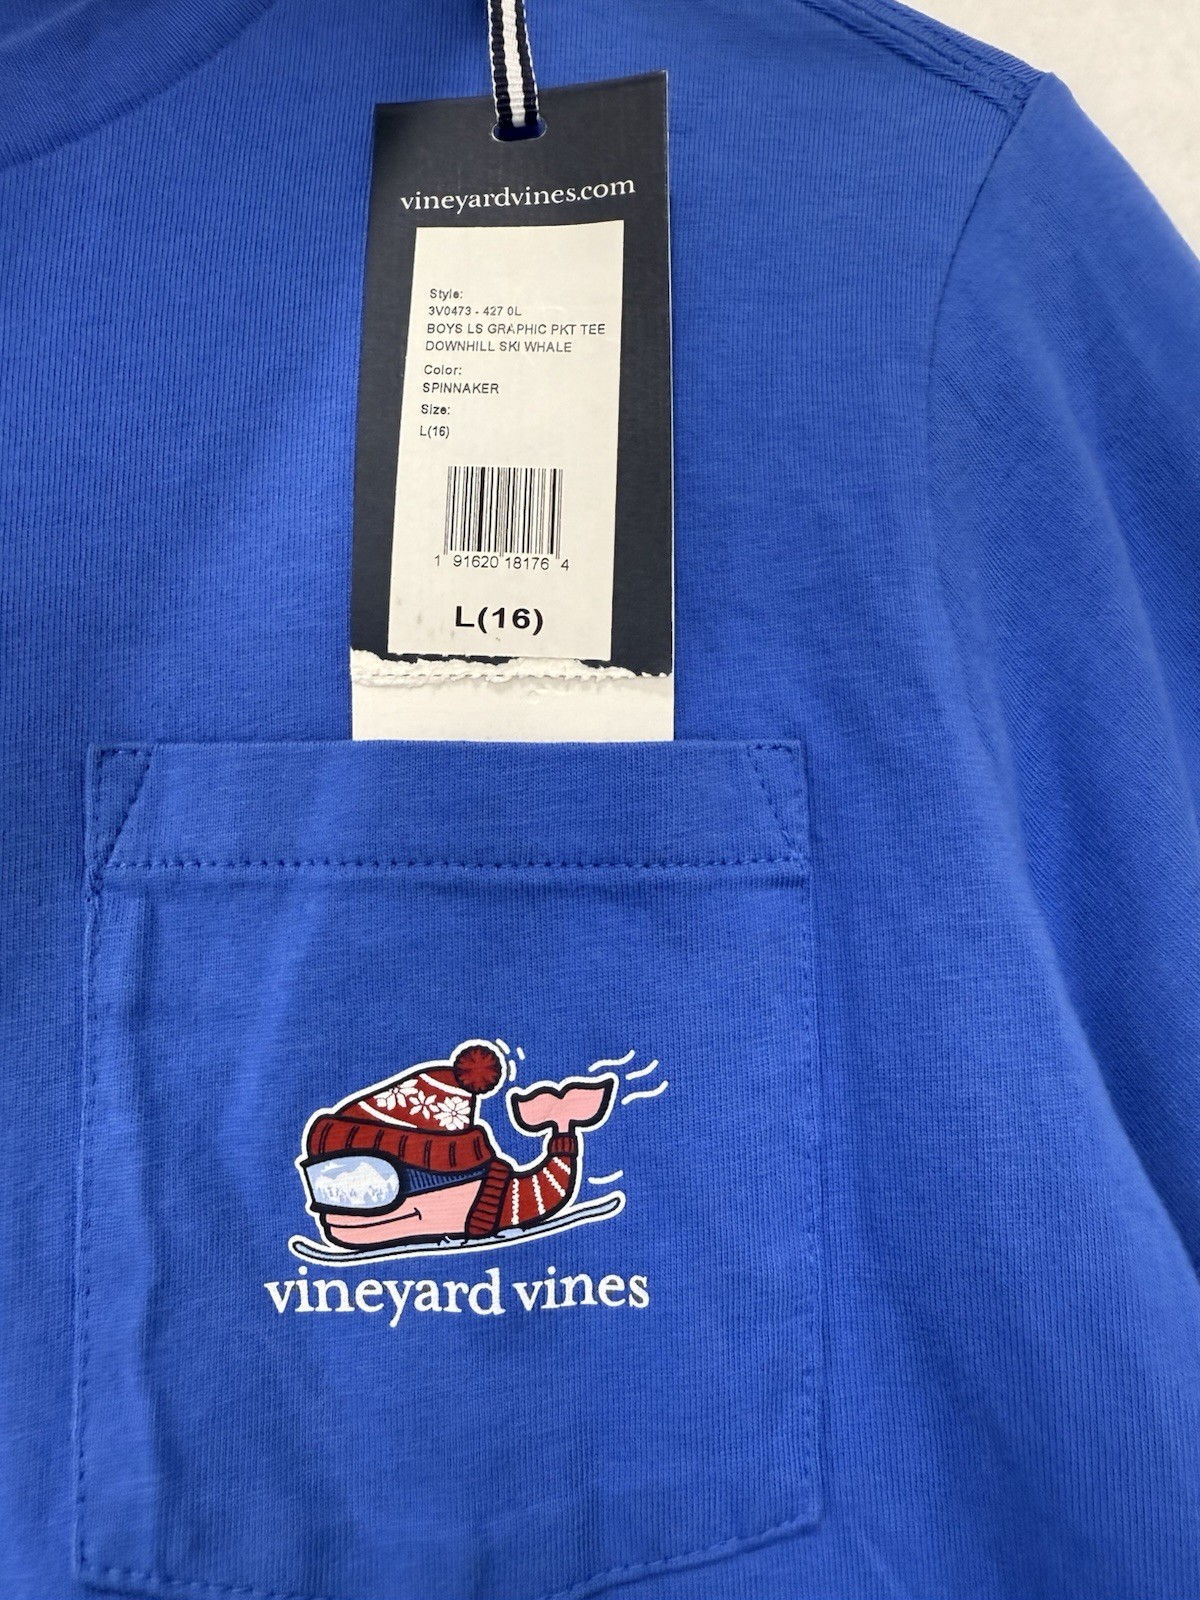 vineyardvines.com
Style:
3V0473 - 427 0L
BOYS LS GRAPHIC PKT TEE
DOWNHILL SKI WHALE
Color:
SPINNAKER
Size:
L(16)
1 91620 18176 4
L(16)
vineyard vines